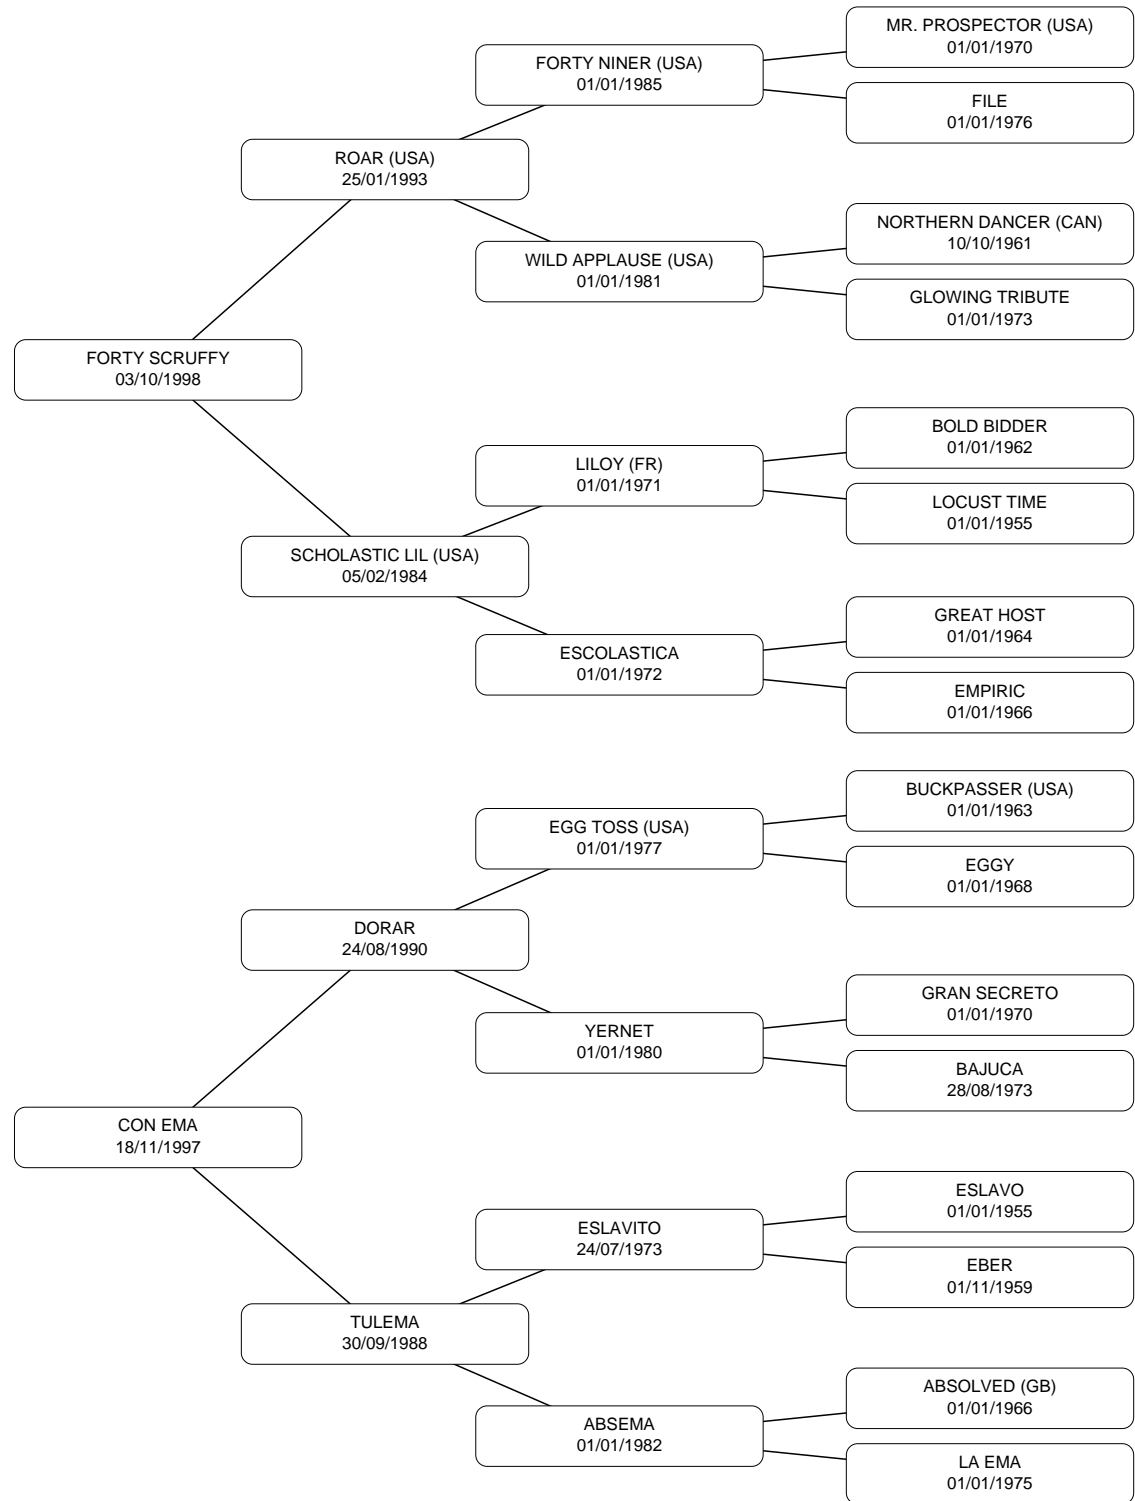 MR. PROSPECTOR (USA)
01/01/1970
FORTY NINER (USA)
01/01/1985
FILE
01/01/1976
ROAR (USA)
25/01/1993
NORTHERN DANCER (CAN)
10/10/1961
WILD APPLAUSE (USA)
01/01/1981
GLOWING TRIBUTE
01/01/1973
FORTY SCRUFFY
03/10/1998
BOLD BIDDER
01/01/1962
LILOY (FR)
01/01/1971
LOCUST TIME
01/01/1955
SCHOLASTIC LIL (USA)
05/02/1984
GREAT HOST
01/01/1964
ESCOLASTICA
01/01/1972
EMPIRIC
01/01/1966
BUCKPASSER (USA)
01/01/1963
EGG TOSS (USA)
01/01/1977
EGGY
01/01/1968
DORAR
24/08/1990
GRAN SECRETO
01/01/1970
YERNET
01/01/1980
BAJUCA
28/08/1973
CON EMA
18/11/1997
ESLAVO
01/01/1955
ESLAVITO
24/07/1973
EBER
01/11/1959
TULEMA
30/09/1988
ABSOLVED (GB)
01/01/1966
ABSEMA
01/01/1982
LA EMA
01/01/1975